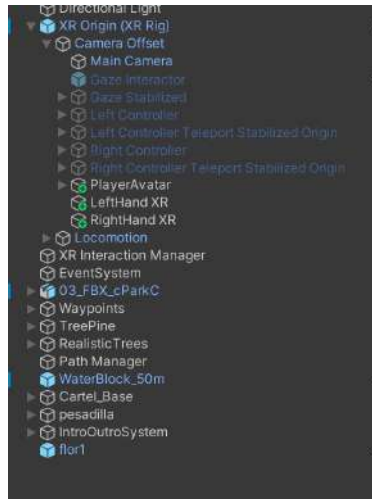 Directional Light
XR Origin (XR Rig)
Camera Offset
Main Camera
Gaze Interactor
Gaze Stabilized
Left Controller
Left Controller Teleport Stabilized Origin
Right Controller
Right Controller Teleport Stabilized Origin
PlayerAvatar
LeftHand XR
RightHand XR
Locomotion
XR Interaction Manager
EventSystem
03_FBX_cParkC
Waypoints
TreePine
RealisticTrees
Path Manager
WaterBlock_50m
Cartel_Base
pesadilla
IntroOutroSystem
flor1